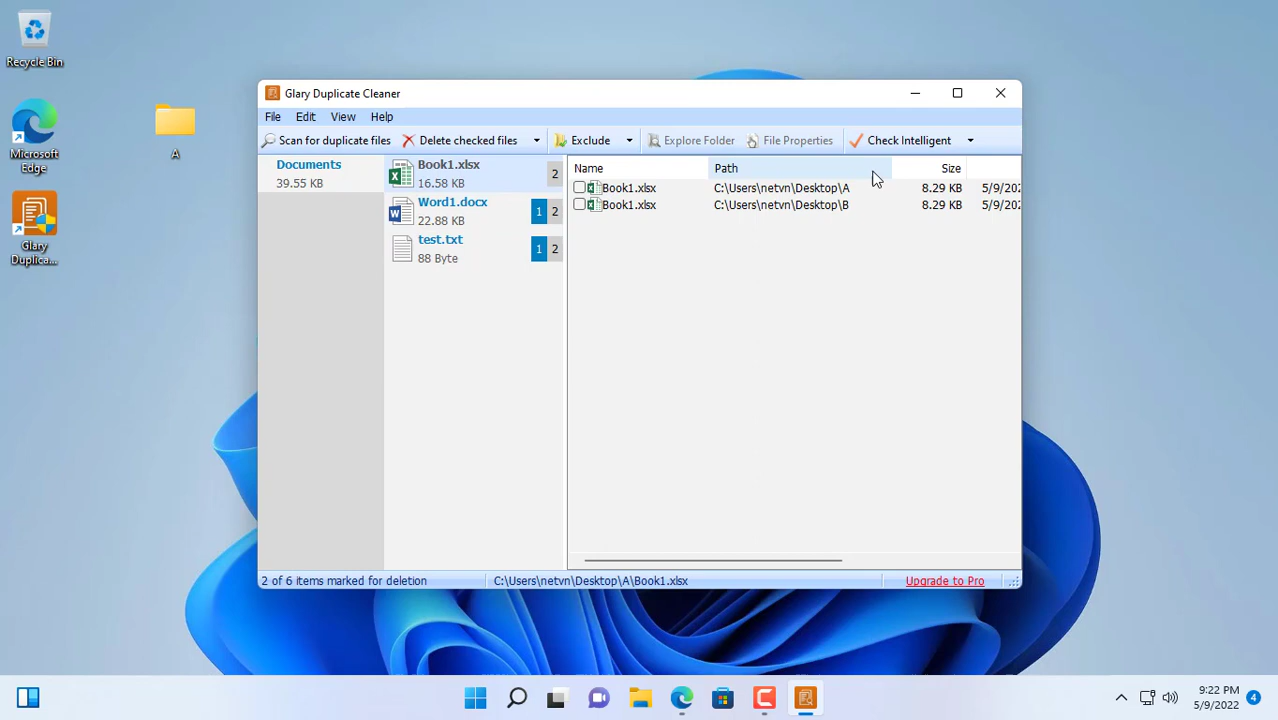 Recycle Bin
Microsoft
Edge
A
Glary
Duplica...
Glary Duplicate Cleaner
File Edit View Help
Scan for duplicate files Delete checked files Exclude Explore Folder File Properties Check Intelligent
Documents
39.55 KB
Book1.xlsx
16.58 KB
2
Word1.docx
22.88 KB
1 2
test.txt
88 Byte
1 2
Name Path Size
Book1.xlsx C:\Users\netvn\Desktop\A 8.29 KB 5/9/202
Book1.xlsx C:\Users\netvn\Desktop\B 8.29 KB 5/9/202
2 of 6 items marked for deletion C:\Users\netvn\Desktop\A\Book1.xlsx Upgrade to Pro
9:22 PM
5/9/2022
4